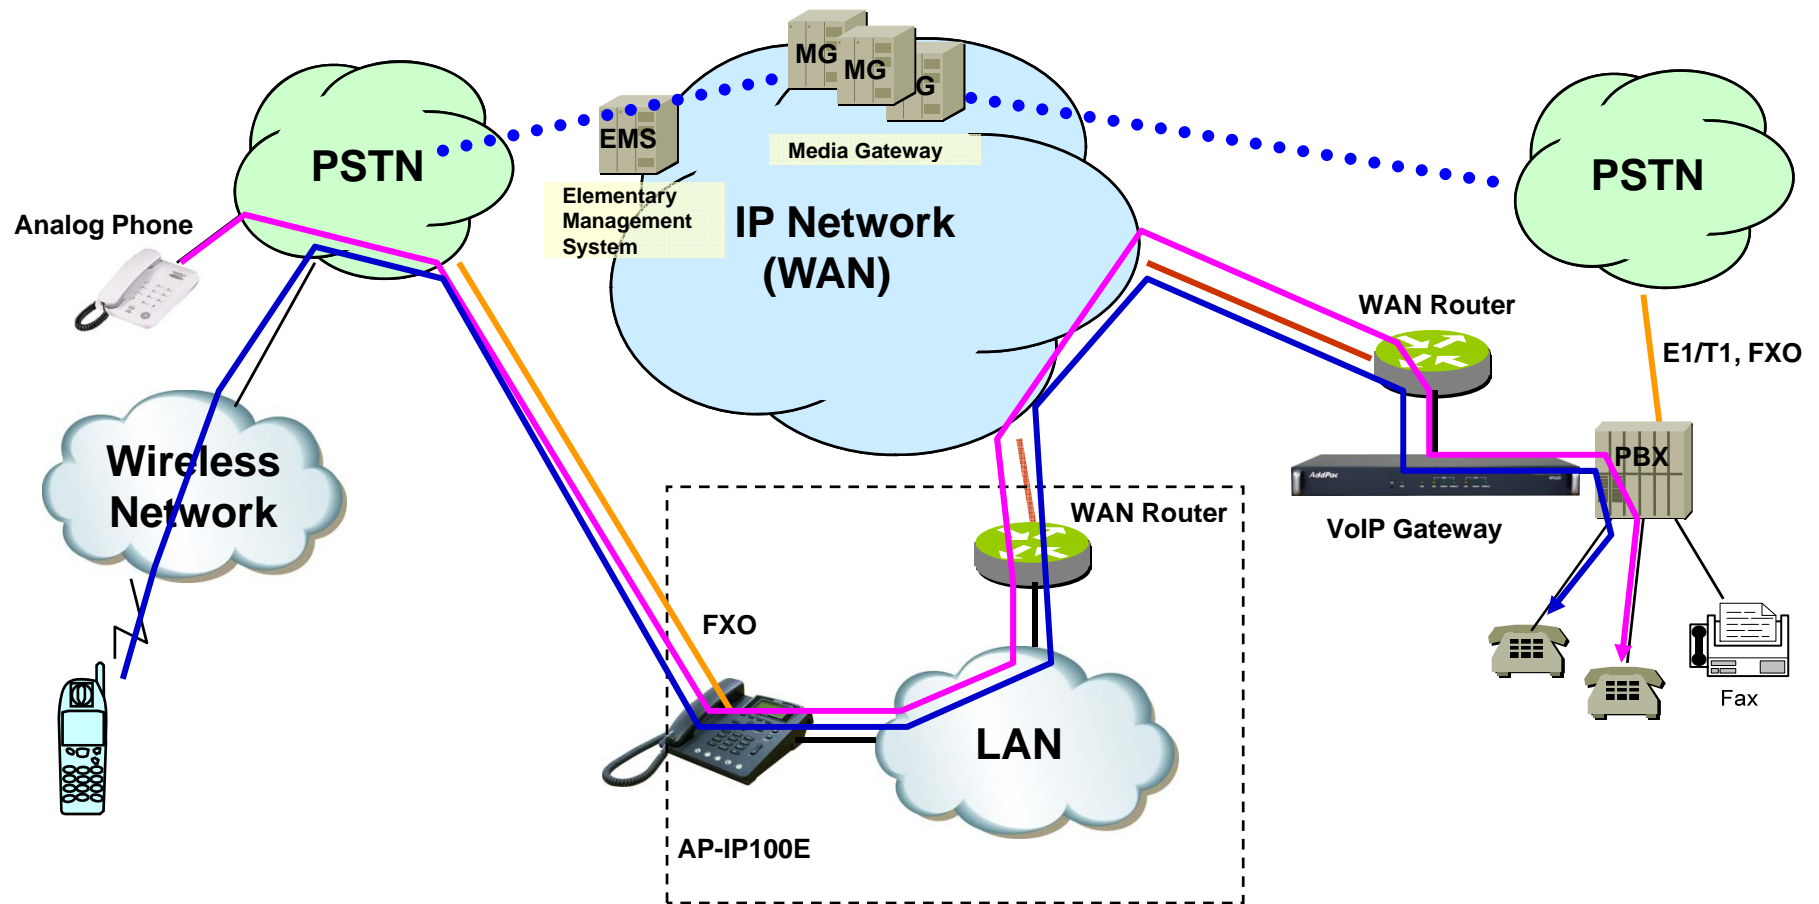 MG
MG
G
EMS
Media Gateway
PSTN
PSTN
Elementary
Management
System
IP Network
(WAN)
Analog Phone
WAN Router
E1/T1, FXO
Wireless
Network
PBX
AddPac
WAN Router
VoIP Gateway
FXO
Fax
LAN
AP-IP100E